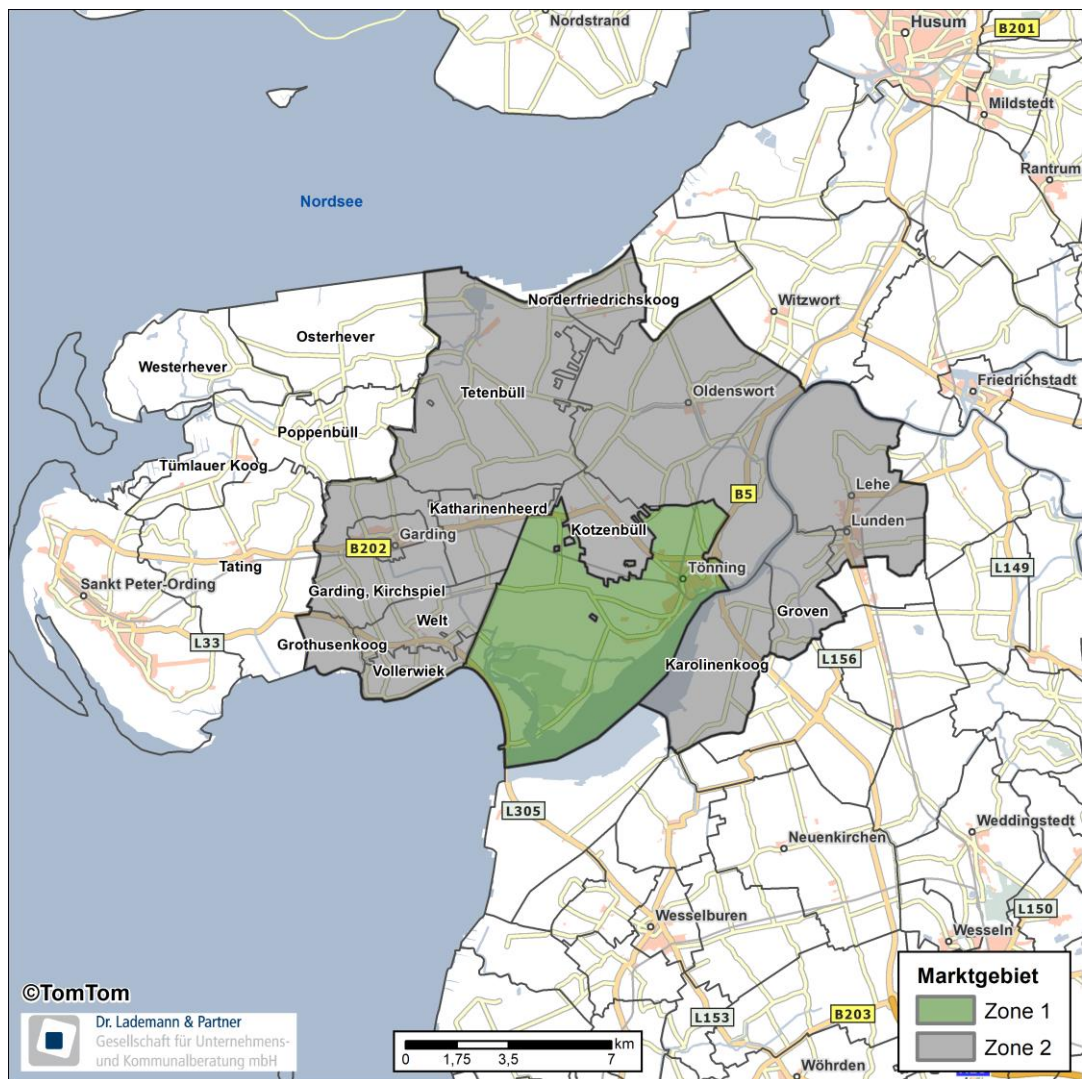 Nordstrand
Husum
B201
Mildstedt
Rantrum
Nordsee
Norderfriedrichskoog
Witzwort
Osterhever
Westerhever
Friedrichstadt
Tetenbüll
Oldenswort
Poppenbüll
Tümlauer Koog
Lehe
B5
Katharinenheerd
Kotzenbüll
Lunden
Garding
B202
Tating
L149
Tönning
Sankt Peter-Ording
Garding, Kirchspiel
Groven
Welt
L33
Grothusenkoog
L156
Vollerwiek
Karolinenkoog
L305
Weddingstedt
Neuenkirchen
L150
Wesselburen
Wesseln
Marktgebiet
Zone 1
Zone 2
©TomTom
Dr. Lademann & Partner
Gesellschaft für Unternehmens-
und Kommunalberatung mbH
km
0 1,75 3,5 7
L153
B203
Wöhrden